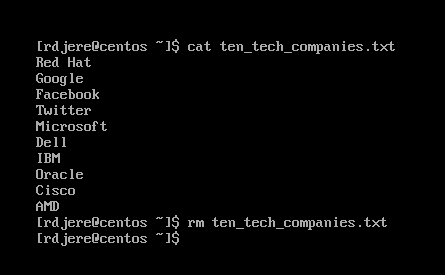 [rdjere@centos ~]$ cat ten_tech_companies.txt
Red Hat
Google
Facebook
Twitter
Microsoft
Dell
IBM
Oracle
Cisco
AMD
[rdjere@centos ~]$ rm ten_tech_companies.txt
[rdjere@centos ~]$